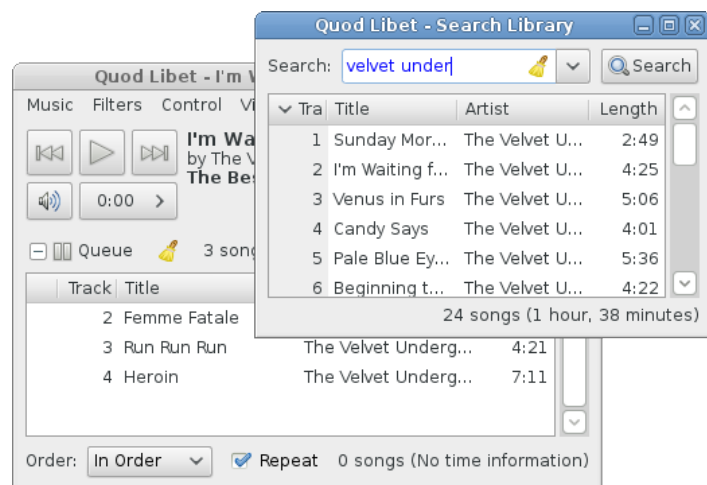 Quod Libet - Search Library
Search: velvet under Search
Tra Title Artist Length
1 Sunday Mor... The Velvet U... 2:49
2 I'm Waiting f... The Velvet U... 4:25
3 Venus in Furs The Velvet U... 5:06
4 Candy Says The Velvet U... 4:01
5 Pale Blue Ey... The Velvet U... 5:36
6 Beginning t... The Velvet U... 4:22
24 songs (1 hour, 38 minutes)
Quod Libet - I'm
Music Filters Control
I'm
by The
The
0:00
Queue 3
Track Title
2 Femme Fatale
3 Run Run Run The Velvet Underg... 4:21
4 Heroin The Velvet Underg... 7:11
Order: In Order Repeat 0 songs (No time information)